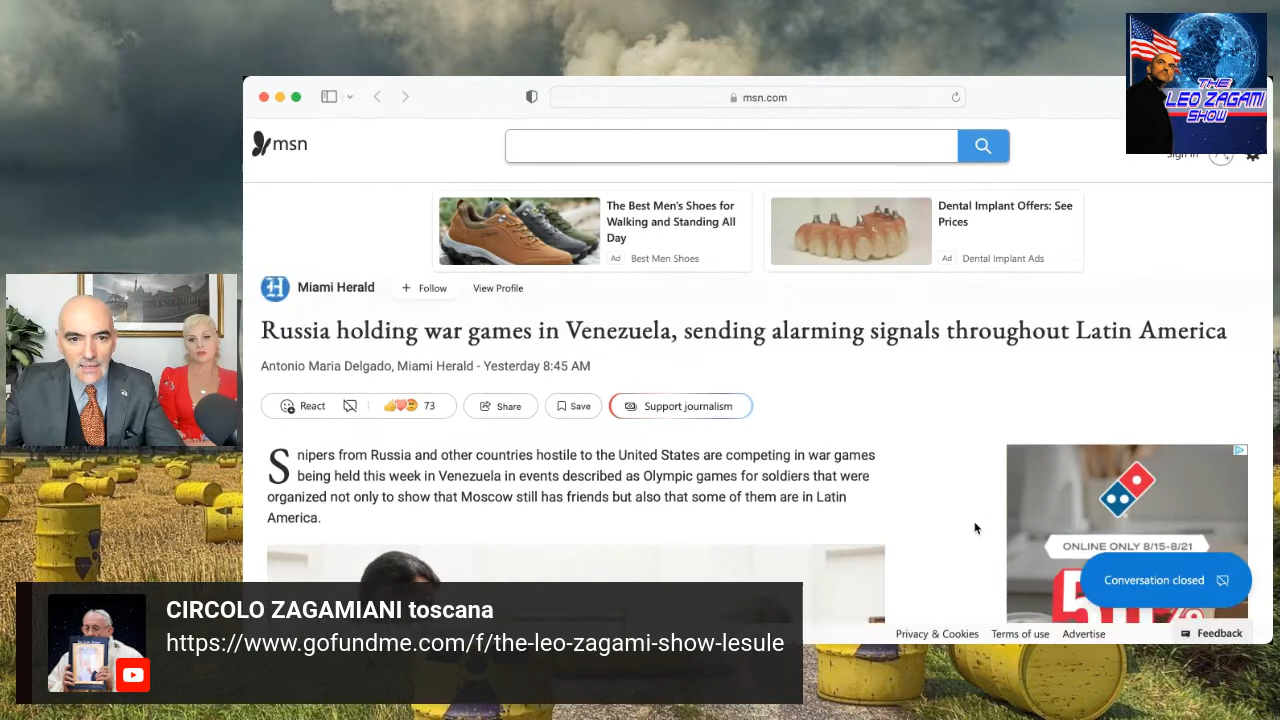 THE
LEO ZAGAMI
SHOW
msn.com
msn
Sign in
The Best Men's Shoes for
Walking and Standing All
Day
Ad Best Men Shoes
Dental Implant Offers: See
Prices
Ad Dental Implant Ads
Miami Herald
+ Follow
View Profile
Russia holding war games in Venezuela, sending alarming signals throughout Latin America
Antonio Maria Delgado, Miami Herald - Yesterday 8:45 AM
React
73
Share
Save
Support journalism
Snipers from Russia and other countries hostile to the United States are competing in war games
being held this week in Venezuela in events described as Olympic games for soldiers that were
organized not only to show that Moscow still has friends but also that some of them are in Latin
America.
ONLINE ONLY 8/15-8/21
Conversation closed
CIRCOLO ZAGAMIANI toscana
https://www.gofundme.com/f/the-leo-zagami-show-lesule
Privacy & Cookies Terms of use Advertise
Feedback